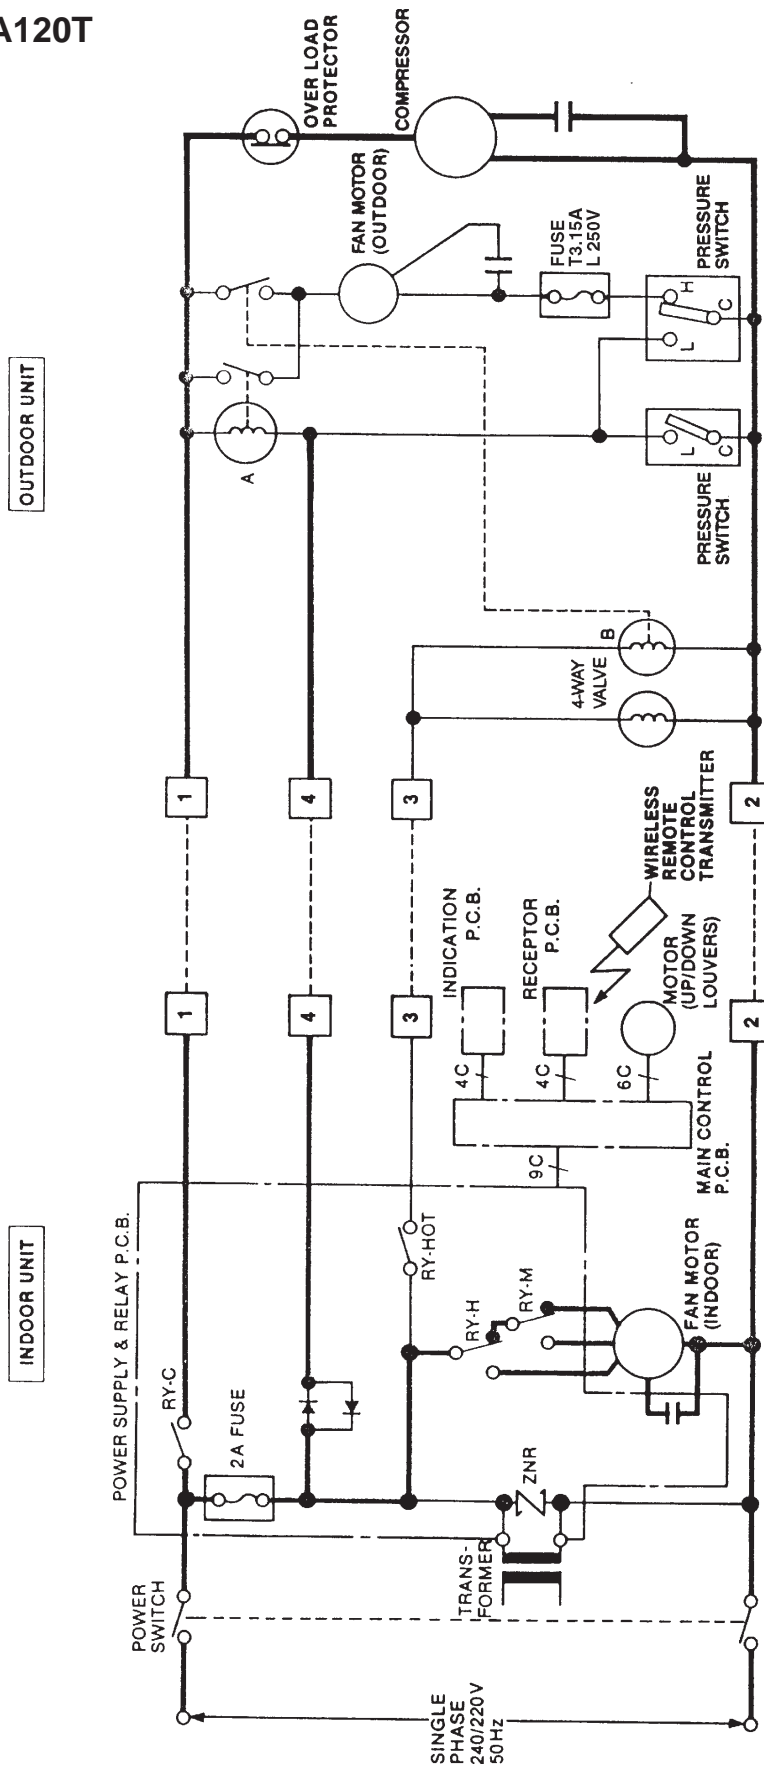 A120T
OUTDOOR UNIT
INDOOR UNIT
OVER LOAD
PROTECTOR
COMPRESSOR
FAN MOTOR
(OUTDOOR)
FUSE
T3.15A
L 250V
H
C
L
PRESSURE
SWITCH
A
L
C
PRESSURE
SWITCH
B
4-WAY
VALVE
1
4
3
2
1
4
3
2
WIRELESS
REMOTE
CONTROL
TRANSMITTER
INDICATION
P.C.B.
RECEPTOR
P.C.B.
MOTOR
(UP/DOWN
LOUVERS)
4C
4C
6C
9C
MAIN CONTROL
P.C.B.
POWER SUPPLY & RELAY P.C.B.
RY-C
2A FUSE
RY-HOT
RY-H
RY-M
FAN MOTOR
(INDOOR)
ZNR
TRANS-
FORMER
POWER
SWITCH
SINGLE
PHASE
240/220V
50Hz